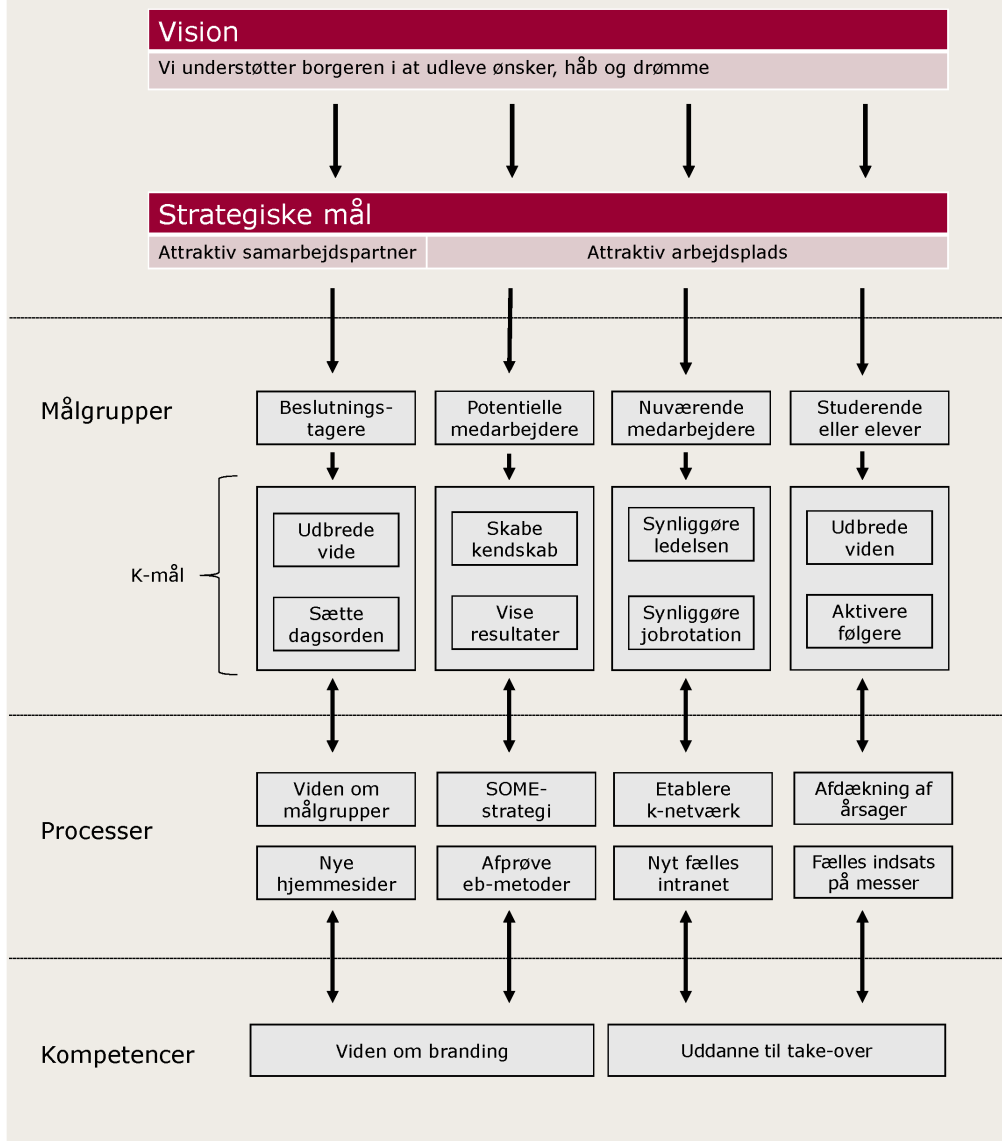 Vision
Vi understøtter borgeren i at udleve ønsker, håb og drømme
Strategiske mål
Attraktiv samarbejdspartner
Attraktiv arbejdsplads
Målgrupper
Beslutnings-
tagere
Potentielle
medarbejdere
Nuværende
medarbejdere
Studerende
eller elever
K-mål
Udbrede
vide
Skabe
kendskab
Synliggøre
ledelsen
Udbrede
viden
Sætte
dagsorden
Vise
resultater
Synliggøre
jobrotation
Aktivere
følgere
Processer
Viden om
målgrupper
SOME-
strategi
Etablere
k-netværk
Afdækning af
årsager
Nye
hjemmesider
Afprøve
eb-metoder
Nyt fælles
intranet
Fælles indsats
på messer
Kompetencer
Viden om branding
Uddanne til take-over